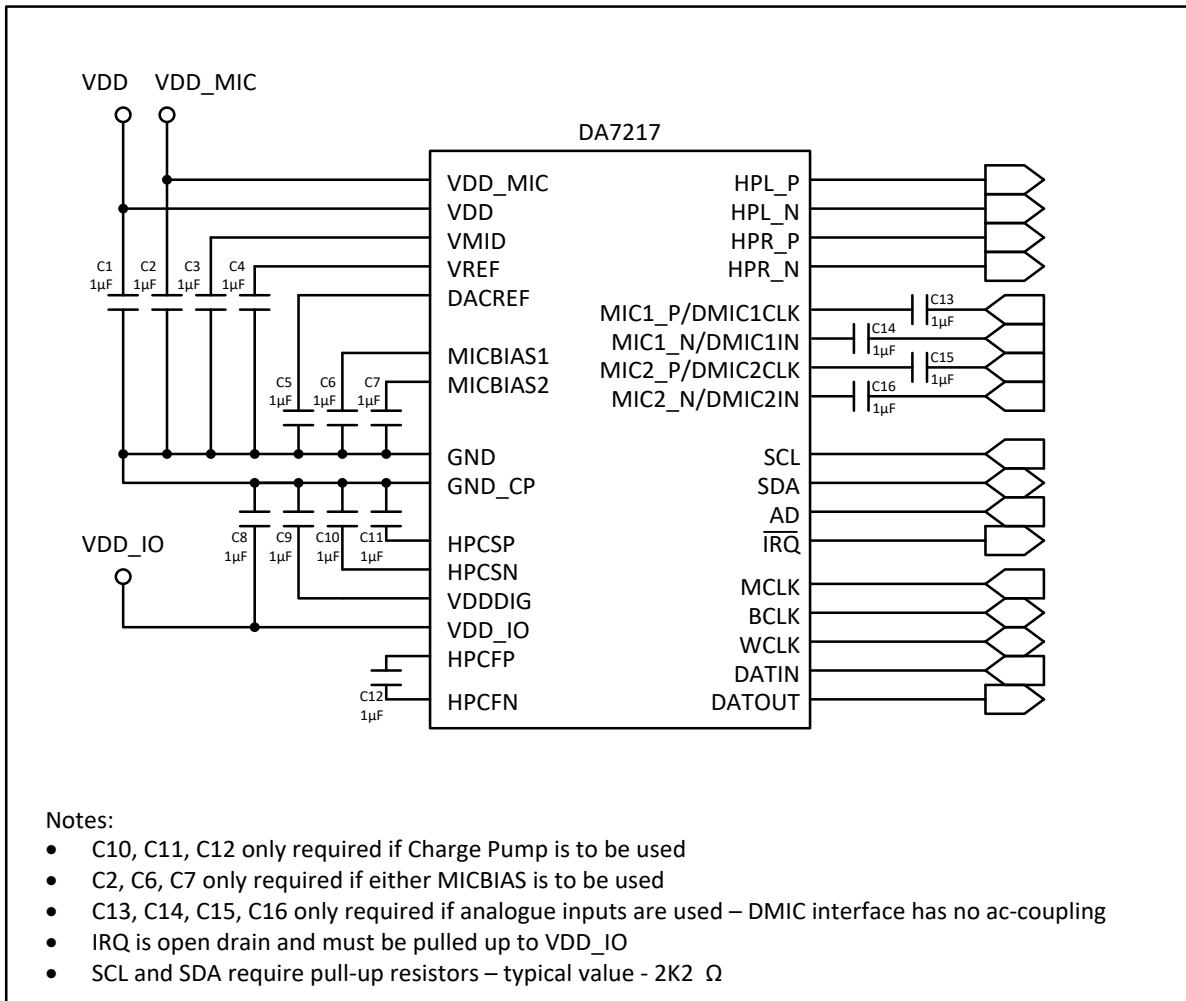 VDD VDD_MIC
DA7217
VDD_MIC
VDD
VMID
VREF
DACREF
MICBIAS1
MICBIAS2
GND
GND_CP
HPCSP
HPCSN
VDDDIG
VDD_IO
HPCFP
HPCFN
HPL_P
HPL_N
HPR_P
HPR_N
MIC1_P/DMIC1CLK
MIC1_N/DMIC1IN
MIC2_P/DMIC2CLK
MIC2_N/DMIC2IN
SCL
SDA
AD
IRQ
MCLK
BCLK
WCLK
DATIN
DATOUT
C1
1µF
C2
1µF
C3
1µF
C4
1µF
C5
1µF
C6
1µF
C7
1µF
VDD_IO
C8
1µF
C9
1µF
C10
1µF
C11
1µF
C12
1µF
C13
1µF
C14
1µF
C15
1µF
C16
1µF
Notes:
• C10, C11, C12 only required if Charge Pump is to be used
• C2, C6, C7 only required if either MICBIAS is to be used
• C13, C14, C15, C16 only required if analogue inputs are used – DMIC interface has no ac-coupling
• IRQ is open drain and must be pulled up to VDD_IO
• SCL and SDA require pull-up resistors – typical value - 2K2 Ω